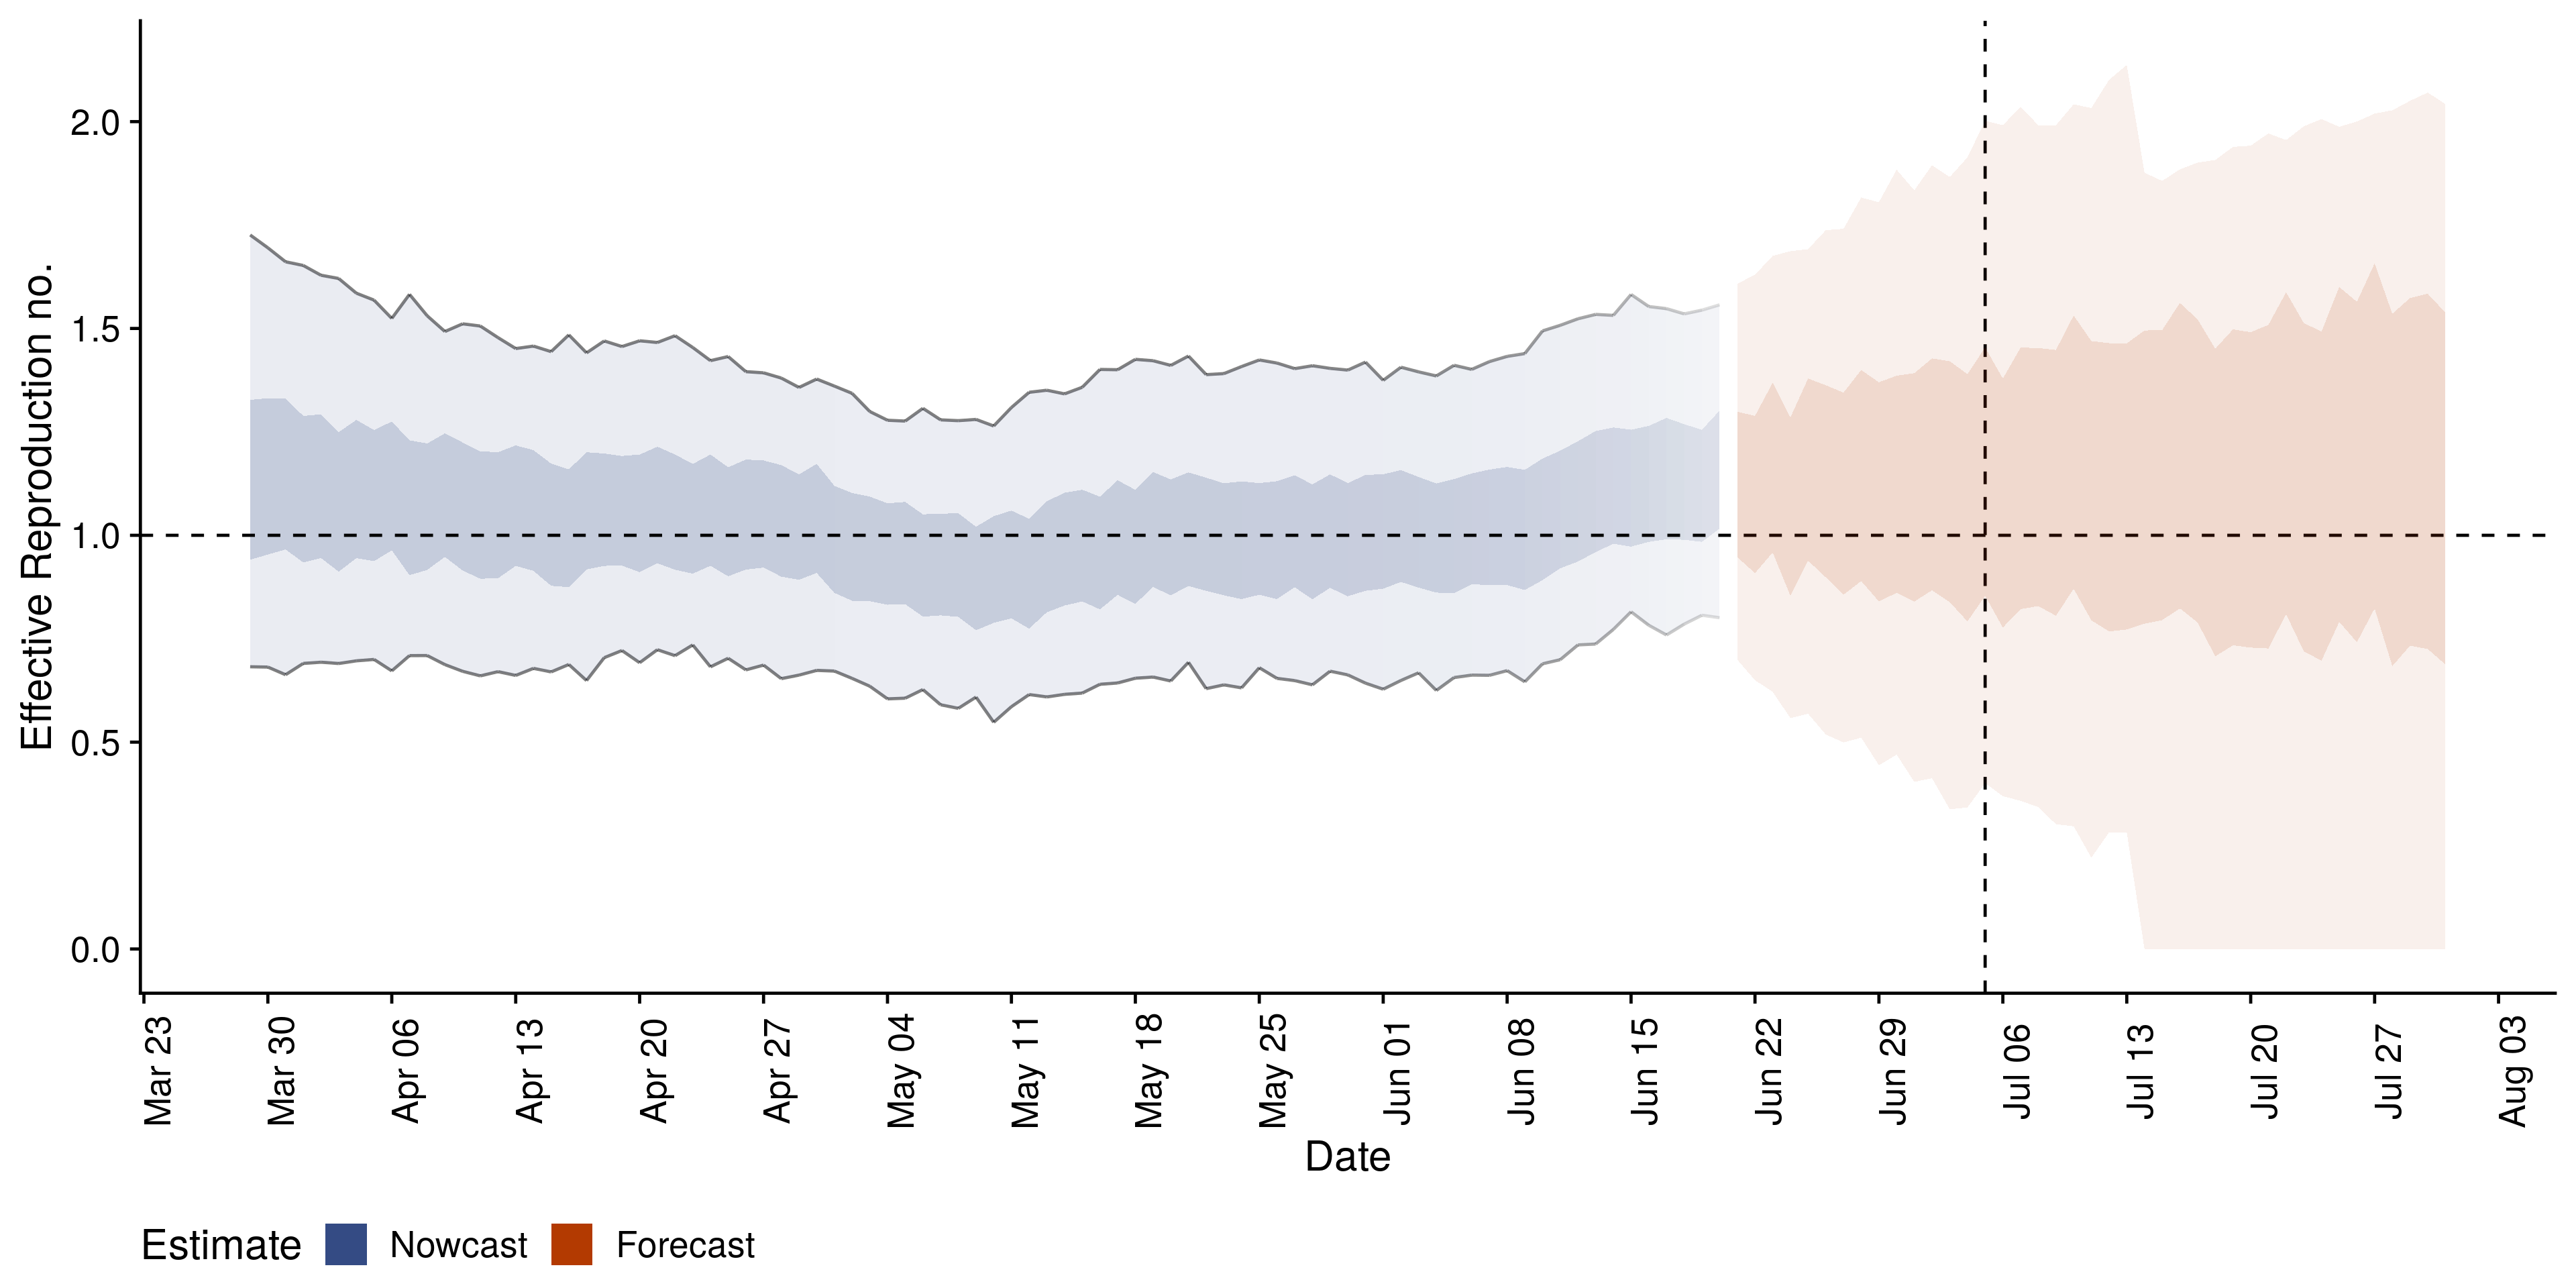 Effective Reproduction no.
2.0
1.5
1.0
0.5
0.0
Mar 23
Mar 30
Apr 06
Apr 13
Apr 20
Apr 27
May 04
May 11
May 18
May 25
Jun 01
Jun 08
Jun 15
Jun 22
Jun 29
Jul 06
Jul 13
Jul 20
Jul 27
Aug 03
Date
Estimate Nowcast Forecast